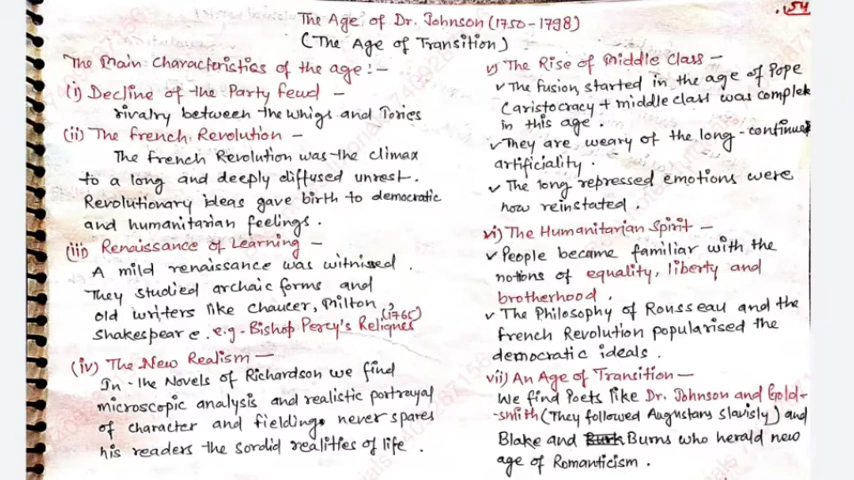 54
The Age of Dr. Johnson (1750-1798)
(The Age of Transition)
The Main Characteristics of the age :-
(i) Decline of the Party feud -
rivalry between the Whigs and Tories
(ii) The French Revolution -
The French Revolution was the climax
to a long and deeply diffused unrest.
Revolutionary ideas gave birth to democratic
and humanitarian feelings.
(iii) Renaissance of Learning -
A mild renaissance was witnissed.
They studied archaic forms and
old writers like Chaucer, Milton,
Shakespeare. e.g - Bishop Percy's Reliques (1765)
(iv) The New Realism -
In the Novels of Richardson we find
microscopic analysis and realistic portrayal
of character and fielding never spares
his readers the sordid realities of life.
v) The Rise of Middle Class -
✓ The fusion started in the age of Pope
(aristocracy + middle class was complet
in this age.
✓ They are weary of the long-continued
artificiality.
✓ The long repressed emotions were
now reinstated.
vi) The Humanitarian Spirit -
✓ People became familiar with the
notions of equality, liberty and
brotherhood.
✓ The Philosophy of Rousseau and the
French Revolution popularised the
democratic ideals.
vii) An Age of Transition -
We find Poets like Dr. Johnson and Gold-
-smith (They followed Augustans slavisly) and
Blake and Burns who herald new
age of Romanticism.